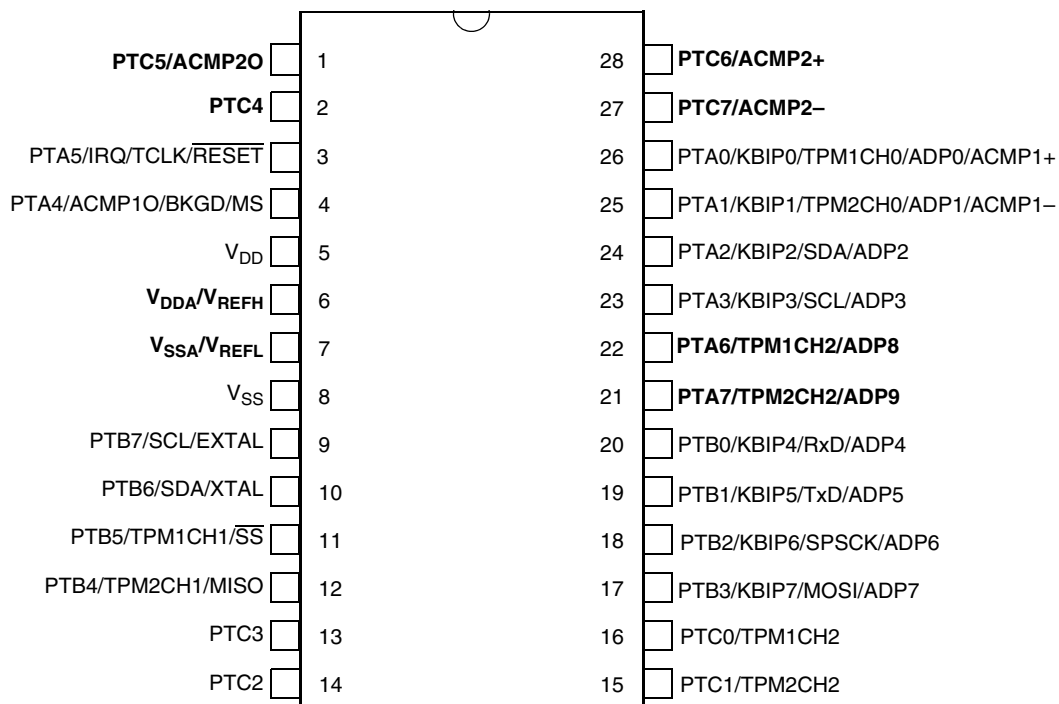 PTC5/ACMP2O 1 28 PTC6/ACMP2+
PTC4 2 27 PTC7/ACMP2–
PTA5/IRQ/TCLK/RESET 3 26 PTA0/KBIP0/TPM1CH0/ADP0/ACMP1+
PTA4/ACMP1O/BKGD/MS 4 25 PTA1/KBIP1/TPM2CH0/ADP1/ACMP1–
VDD 5 24 PTA2/KBIP2/SDA/ADP2
VDDA/VREFH 6 23 PTA3/KBIP3/SCL/ADP3
VSSA/VREFL 7 22 PTA6/TPM1CH2/ADP8
VSS 8 21 PTA7/TPM2CH2/ADP9
PTB7/SCL/EXTAL 9 20 PTB0/KBIP4/RxD/ADP4
PTB6/SDA/XTAL 10 19 PTB1/KBIP5/TxD/ADP5
PTB5/TPM1CH1/SS 11 18 PTB2/KBIP6/SPSCK/ADP6
PTB4/TPM2CH1/MISO 12 17 PTB3/KBIP7/MOSI/ADP7
PTC3 13 16 PTC0/TPM1CH2
PTC2 14 15 PTC1/TPM2CH2